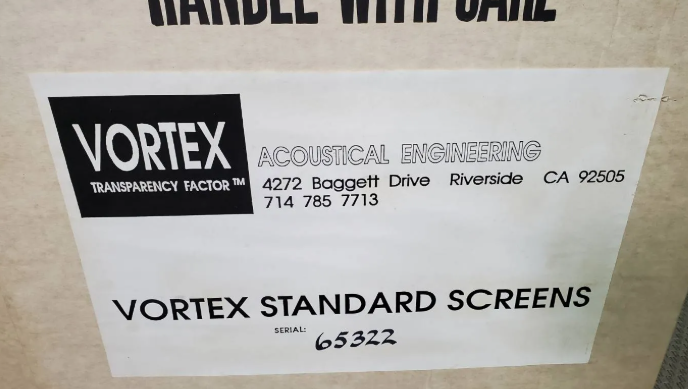 HANDLE WITH CARE
VORTEX
TRANSPARENCY FACTOR™
ACOUSTICAL ENGINEERING
4272 Baggett Drive Riverside CA 92505
714 785 7713
VORTEX STANDARD SCREENS
SERIAL: 65322